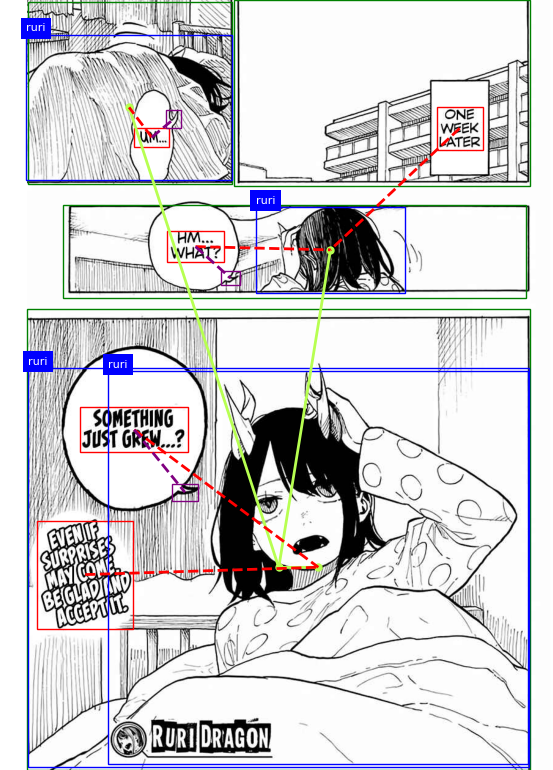 ruri
ONE
WEEK
LATER
UM...
ruri
HM...
WHAT?
ruri
ruri
SOMETHING
JUST GREW...?
EVEN IF
SURPRISES
MAY COME,
BE GLAD AND
ACCEPT IT.
RURI DRAGON